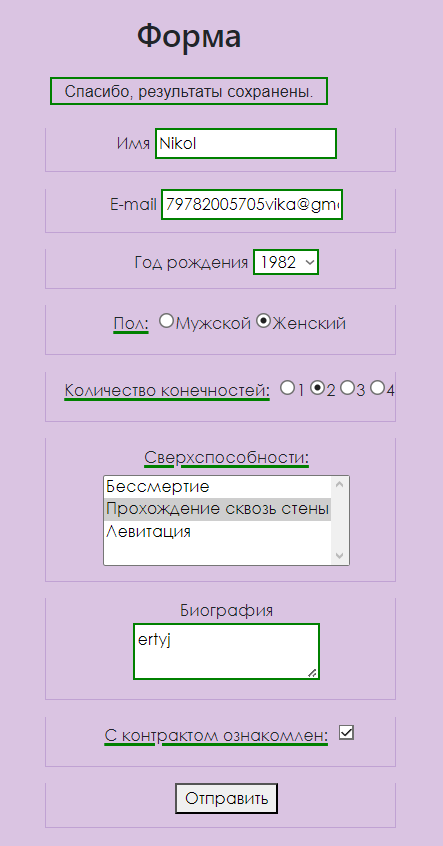 Форма
Спасибо, результаты сохранены.
Имя Nikol
E-mail 79782005705vika@gm
Год рождения 1982
Пол: Мужской Женский
Количество конечностей: 1 2 3 4
Сверхспособности:
Бессмертие
Прохождение сквозь стены
Левитация
Биография
ertyj
С контрактом ознакомлен:
Отправить